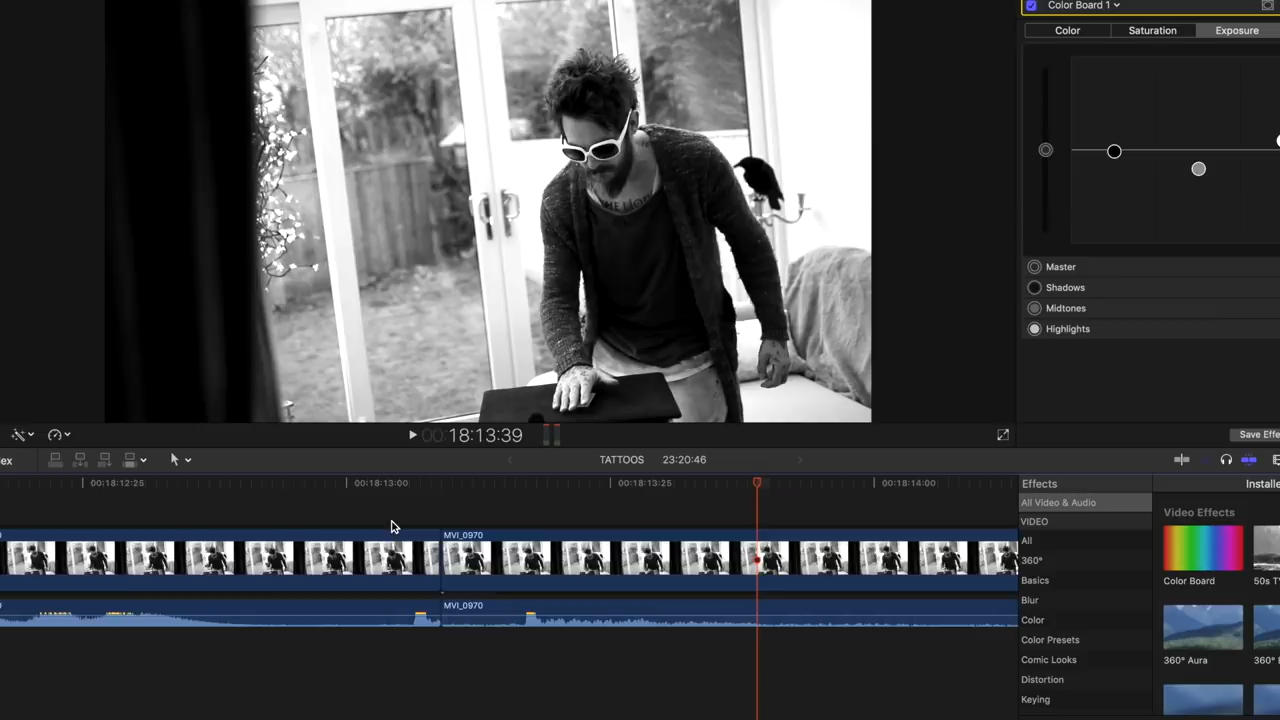 Color Board 1
Color Saturation Exposure
Master
Shadows
Midtones
Highlights
00:18:13:39
Save Effe
ex
TATTOOS 23:20:46
00:18:12:25 00:18:13:00 00:18:13:25 00:18:14:00
Effects Installe
All Video & Audio
VIDEO
All
360°
Basics
Blur
Color
Color Presets
Comic Looks
Distortion
Keying
Video Effects
Color Board 50s T
360° Aura 360° B
MVI_0970
MVI_0970